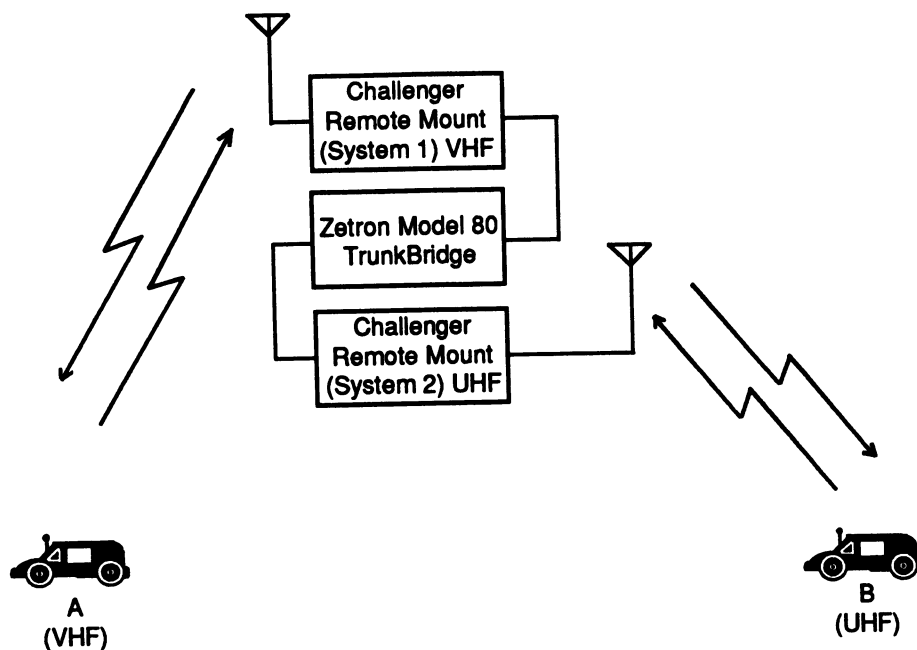 Challenger
Remote Mount
(System 1) VHF
Zetron Model 80
TrunkBridge
Challenger
Remote Mount
(System 2) UHF
A
(VHF)
B
(UHF)